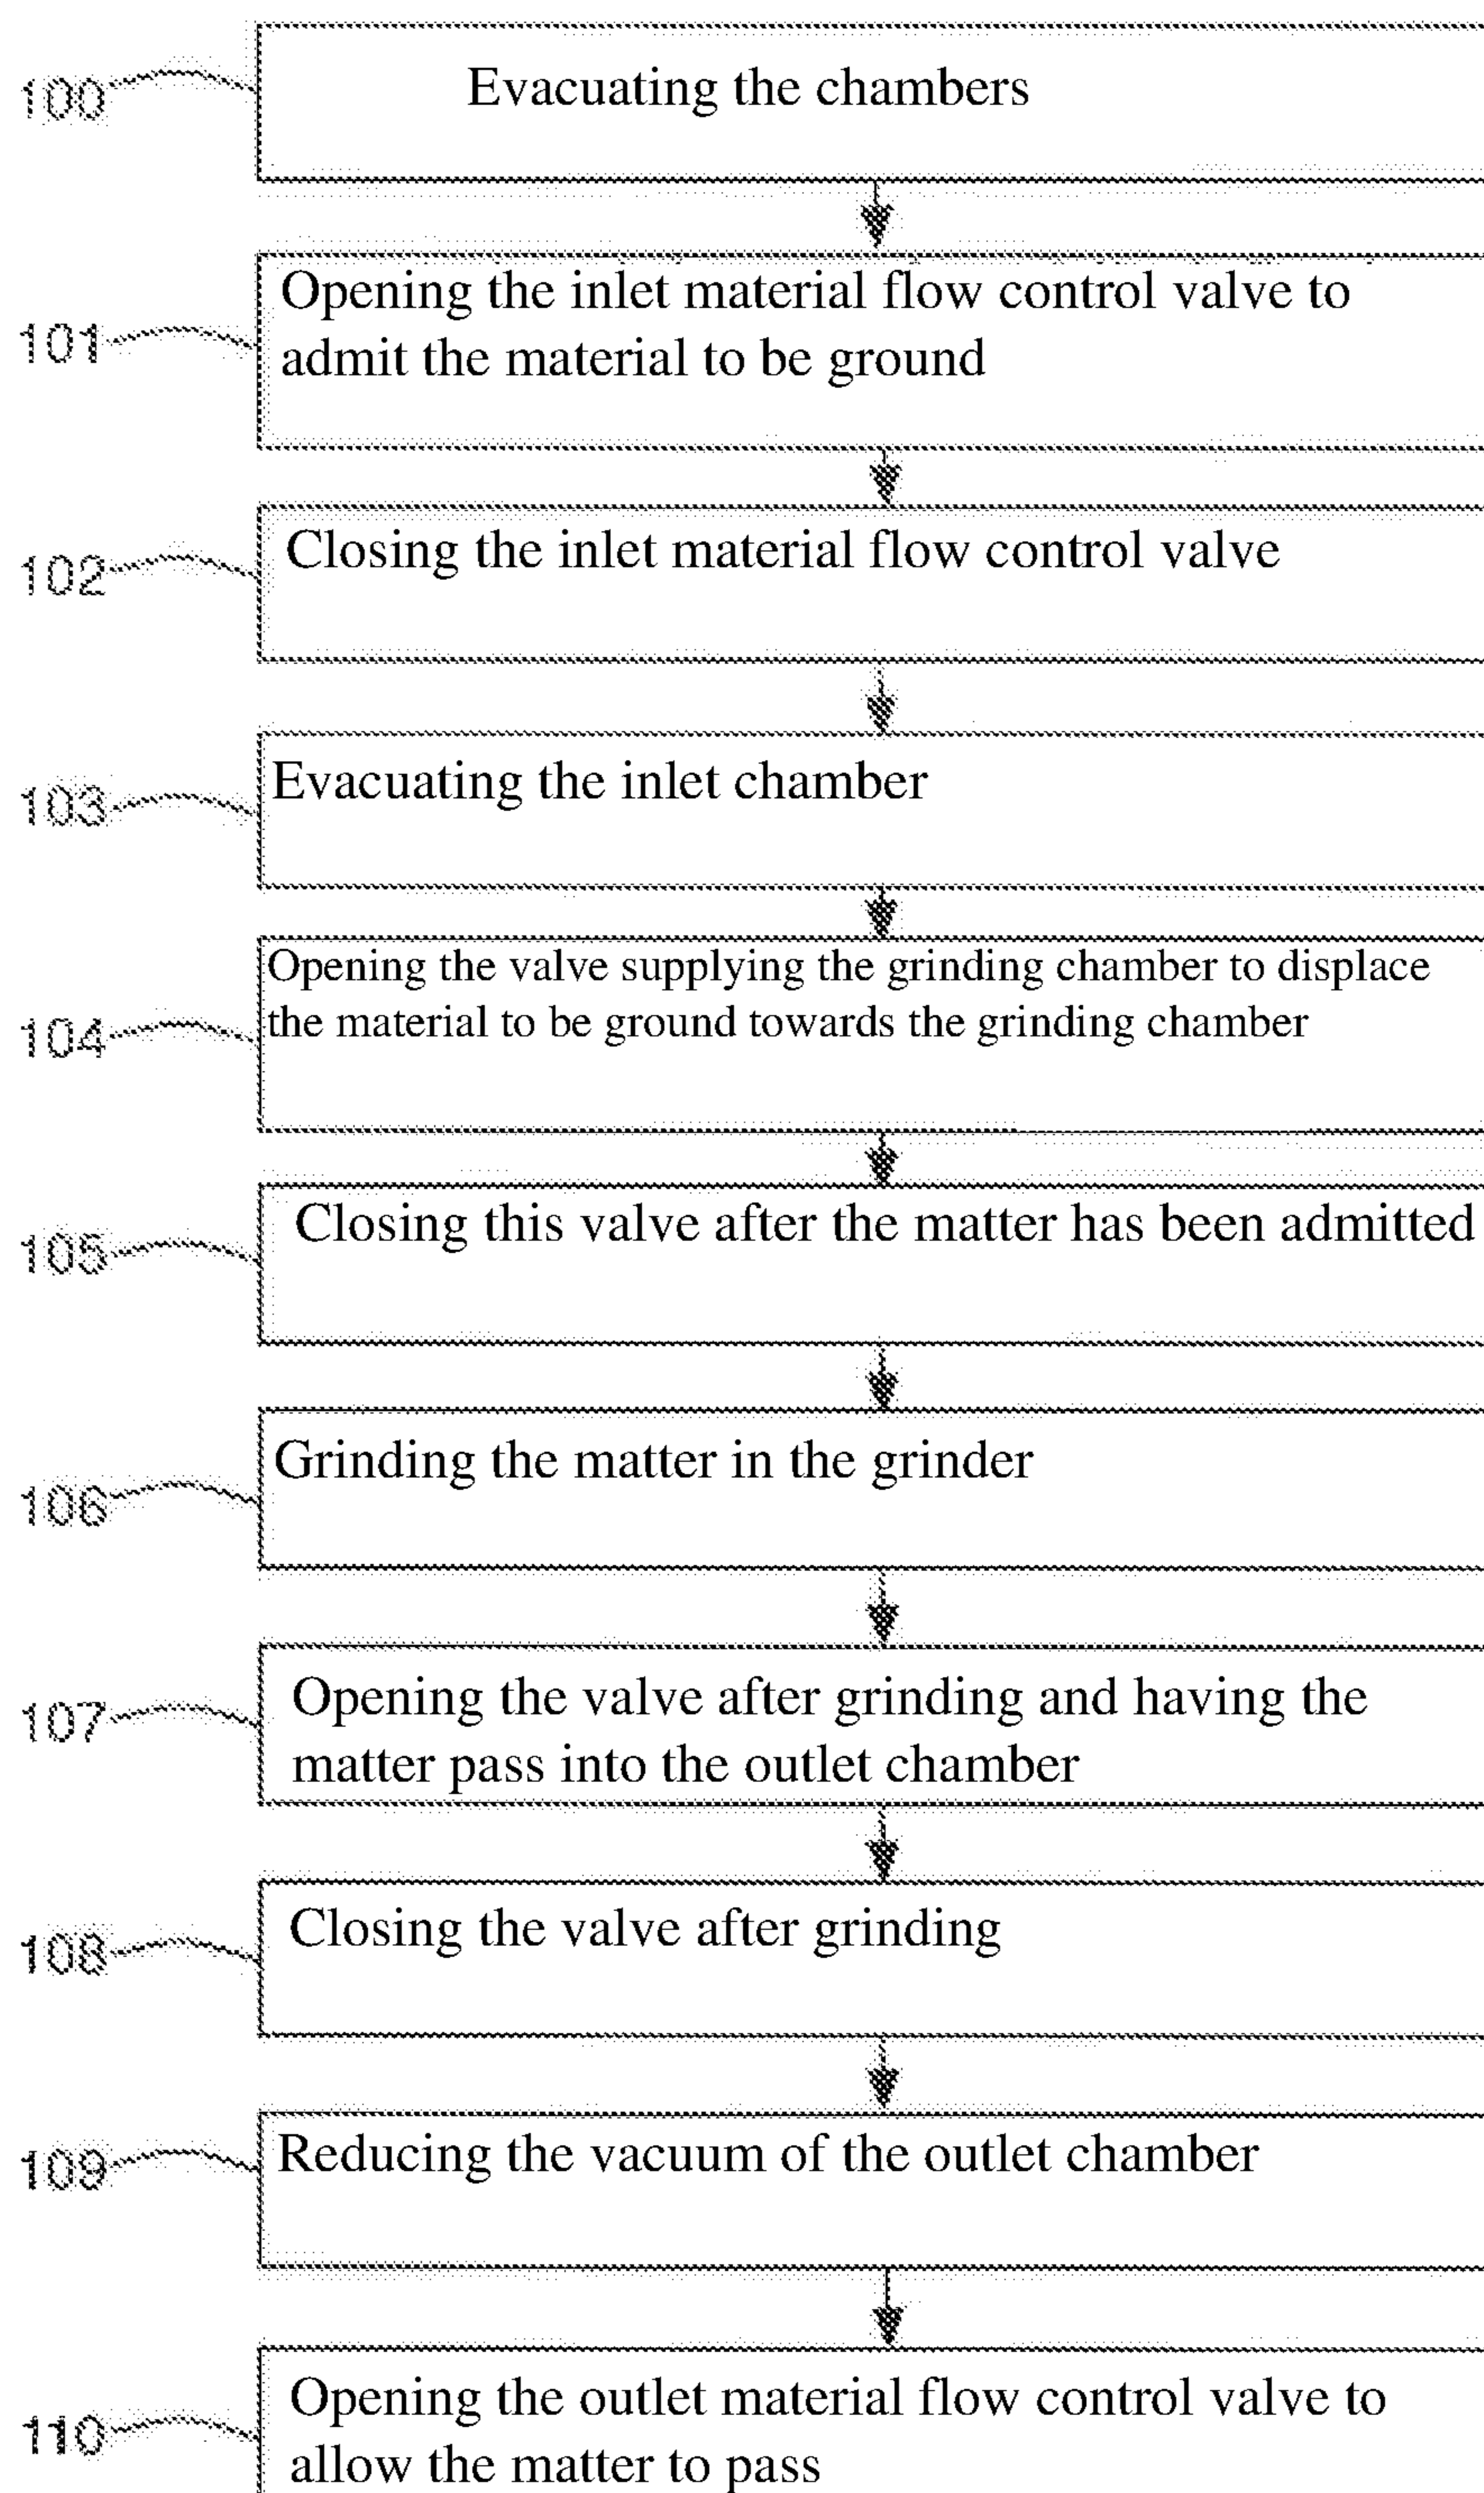 100
Evacuating the chambers
101
Opening the inlet material flow control valve to
admit the material to be ground
102
Closing the inlet material flow control valve
103
Evacuating the inlet chamber
104
Opening the valve supplying the grinding chamber to displace
the material to be ground towards the grinding chamber
105
Closing this valve after the matter has been admitted
106
Grinding the matter in the grinder
107
Opening the valve after grinding and having the
matter pass into the outlet chamber
108
Closing the valve after grinding
109
Reducing the vacuum of the outlet chamber
110
Opening the outlet material flow control valve to
allow the matter to pass